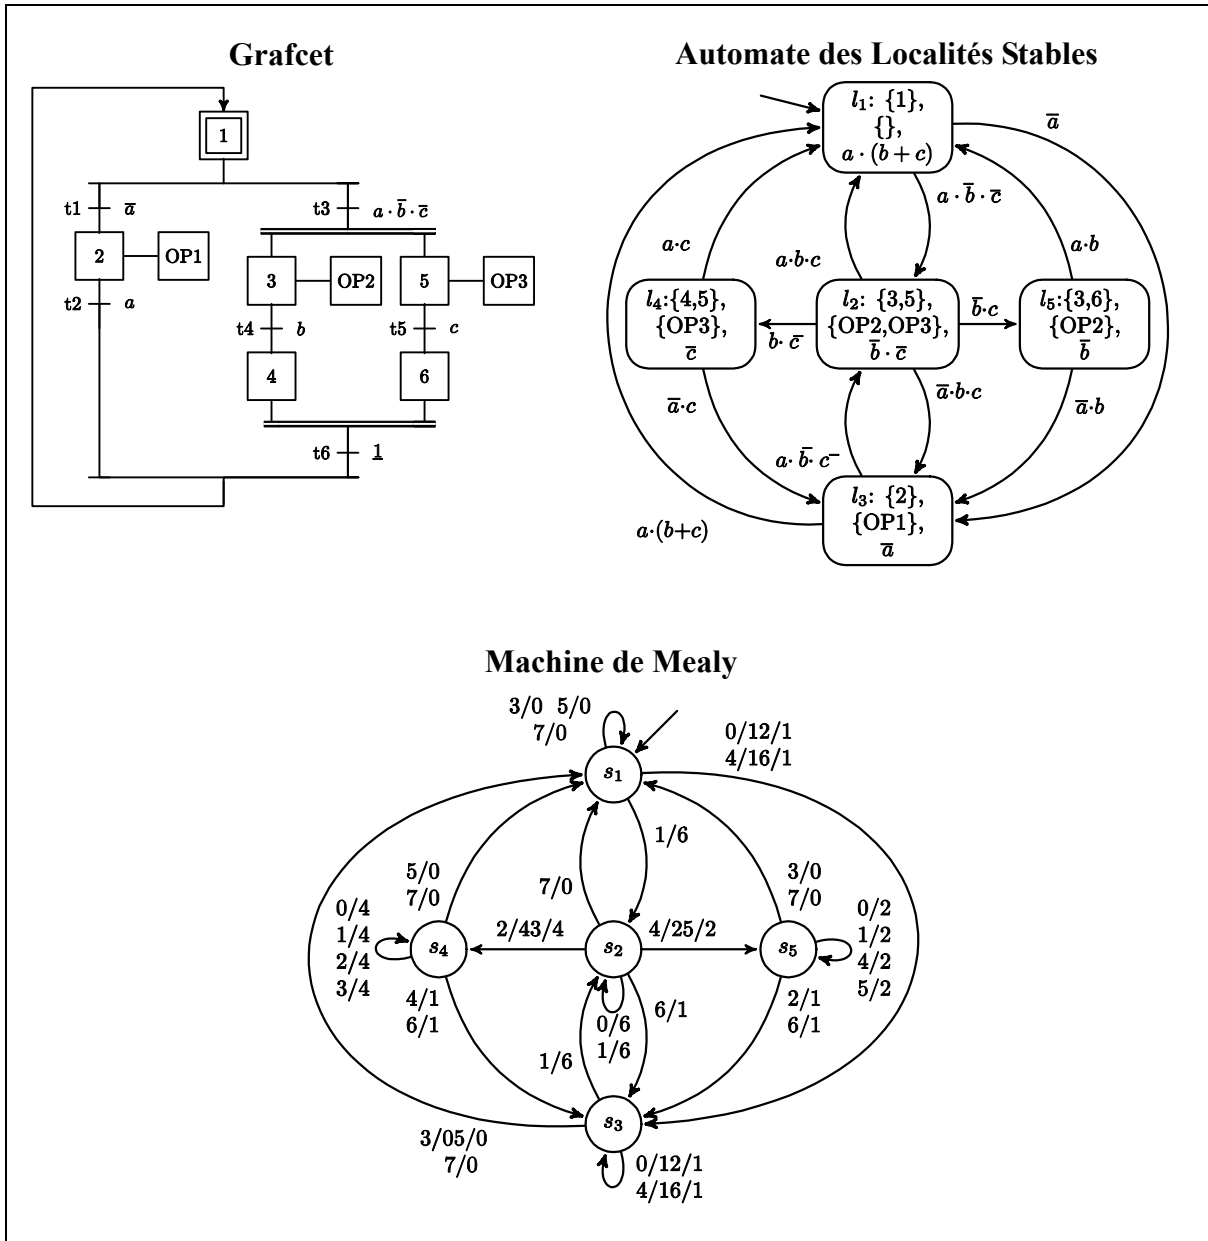 Grafcet
1
t1 a̅
t3 a · b̅ · c̅
2 OP1
3 OP2
5 OP3
t2 a
t4 b
t5 c
4
6
t6 1
Automate des Localités Stables
l₁: {1},
{},
a · (b + c)
a̅
a · b̅ · c̅
a·c
a·b·c
a·b
l₄:{4,5},
{OP3},
c̅
l₂: {3,5},
{OP2,OP3},
b̅ · c̅
l₅:{3,6},
{OP2},
b̅
b· c̅
b̅·c
a̅·c
a̅·b·c
a̅·b
a· b̅· c̅
l₃: {2},
{OP1},
a̅
a·(b+c)
Machine de Mealy
3/0 5/0
7/0
0/12/1
4/16/1
s₁
1/6
5/0
7/0
7/0
3/0
7/0
0/4
1/4
2/4
3/4
2/43/4
4/25/2
0/2
1/2
4/2
5/2
s₄
s₂
s₅
4/1
6/1
0/6
1/6
6/1
2/1
6/1
1/6
s₃
3/05/0
7/0
0/12/1
4/16/1